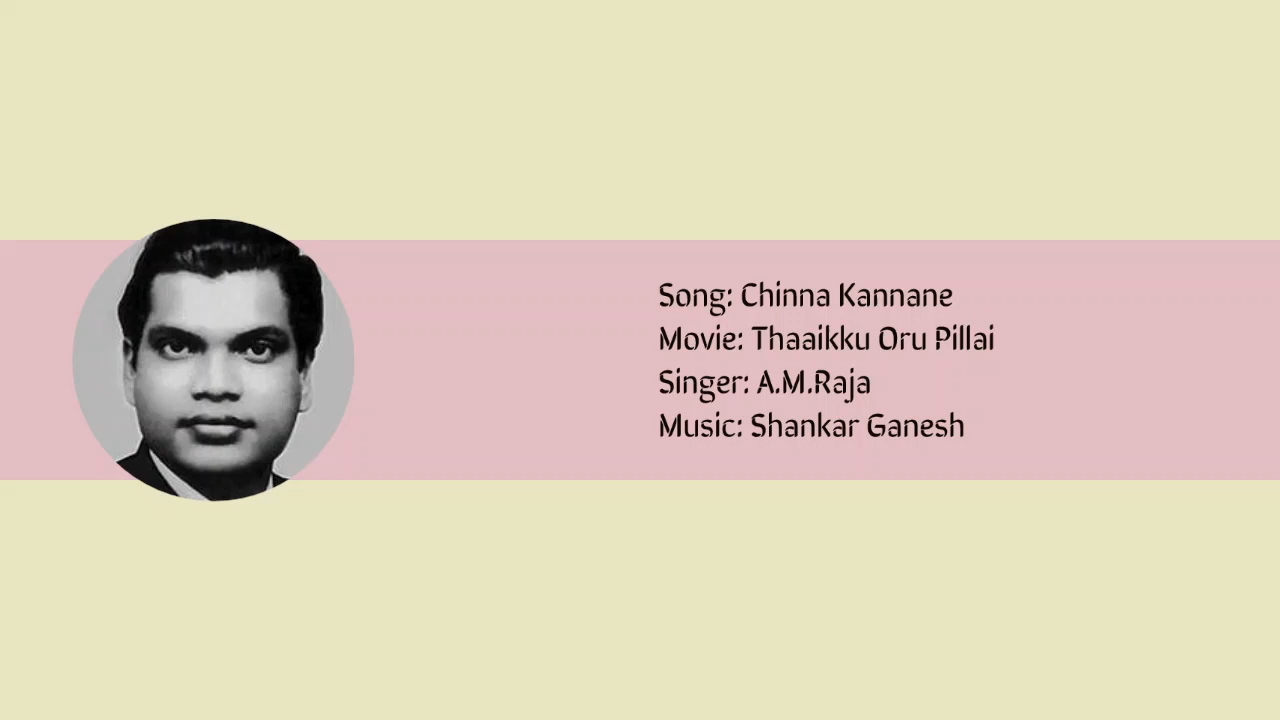 Song: Chinna Kannane
Movie: Thaaikku Oru Pillai
Singer: A.M.Raja
Music: Shankar Ganesh